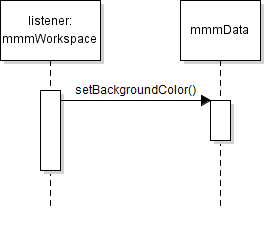 listener:
mmmWorkspace
mmmData
setBackgroundColor()